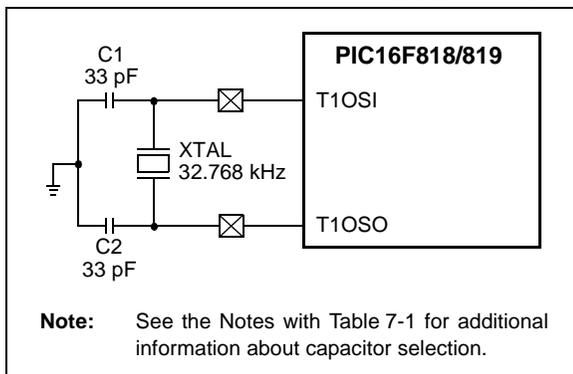 C1
33 pF
PIC16F818/819
T1OSI
XTAL
32.768 kHz
T1OSO
C2
33 pF
Note: See the Notes with Table 7-1 for additional
information about capacitor selection.